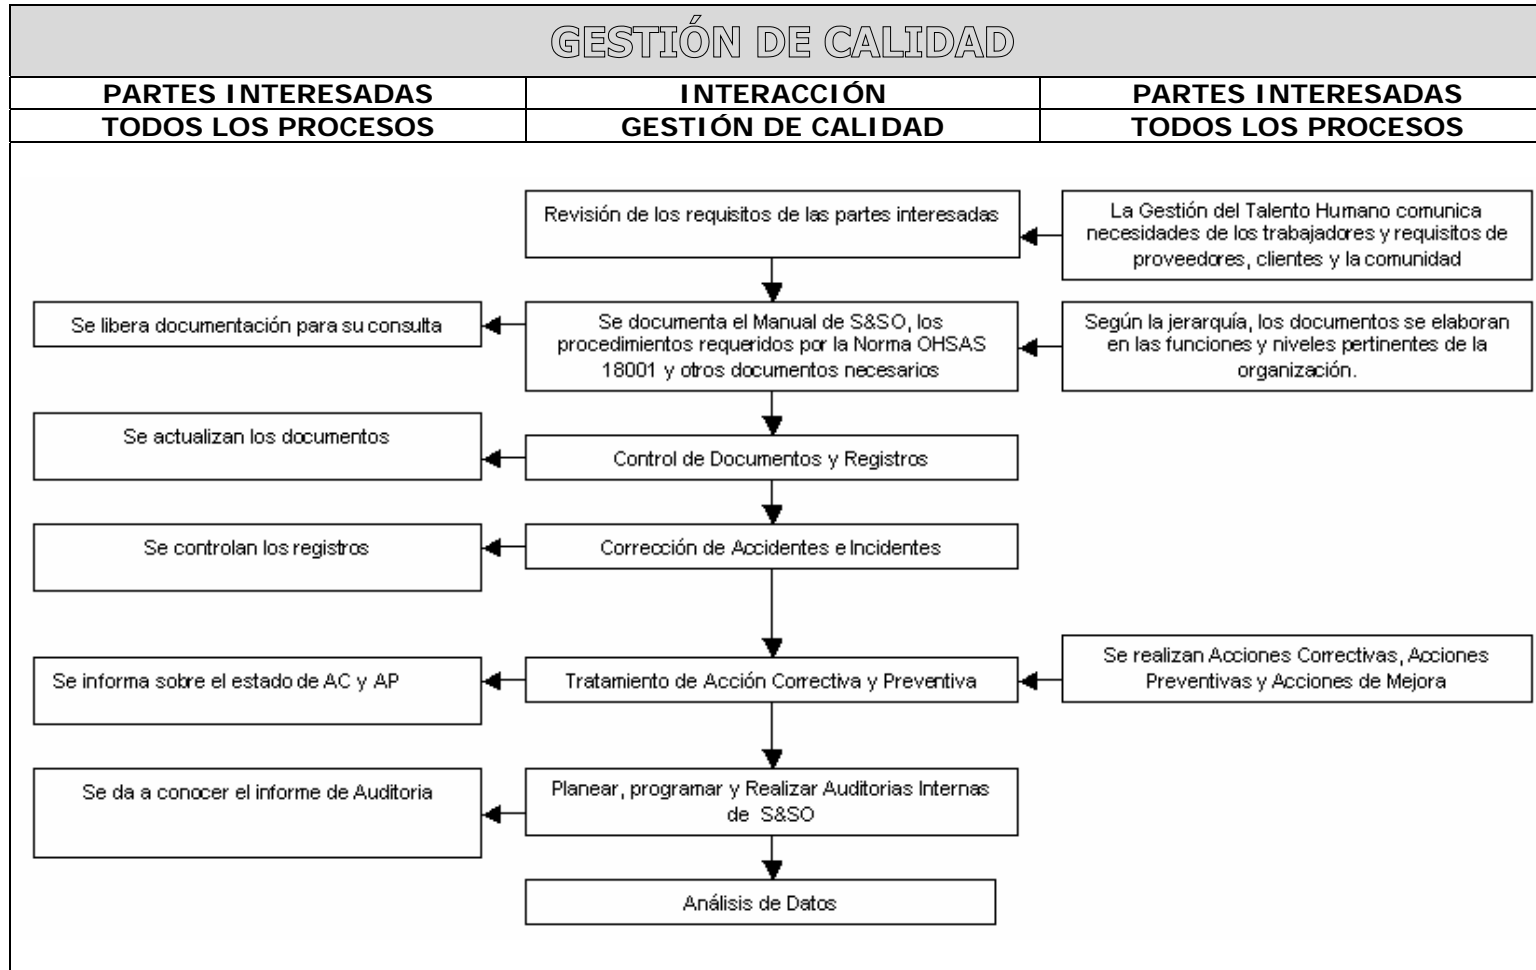 GESTIÓN DE CALIDAD
PARTES INTERESADAS
INTERACCIÓN
PARTES INTERESADAS
TODOS LOS PROCESOS
GESTIÓN DE CALIDAD
TODOS LOS PROCESOS
Revisión de los requisitos de las partes interesadas
La Gestión del Talento Humano comunica
necesidades de los trabajadores y requisitos de
proveedores, clientes y la comunidad
Se libera documentación para su consulta
Se documenta el Manual de S&SO, los
procedimientos requeridos por la Norma OHSAS
18001 y otros documentos necesarios
Según la jerarquía, los documentos se elaboran
en las funciones y niveles pertinentes de la
organización.
Se actualizan los documentos
Control de Documentos y Registros
Se controlan los registros
Corrección de Accidentes e Incidentes
Se informa sobre el estado de AC y AP
Tratamiento de Acción Correctiva y Preventiva
Se realizan Acciones Correctivas, Acciones
Preventivas y Acciones de Mejora
Se da a conocer el informe de Auditoria
Planear, programar y Realizar Auditorias Internas
de S&SO
Análisis de Datos